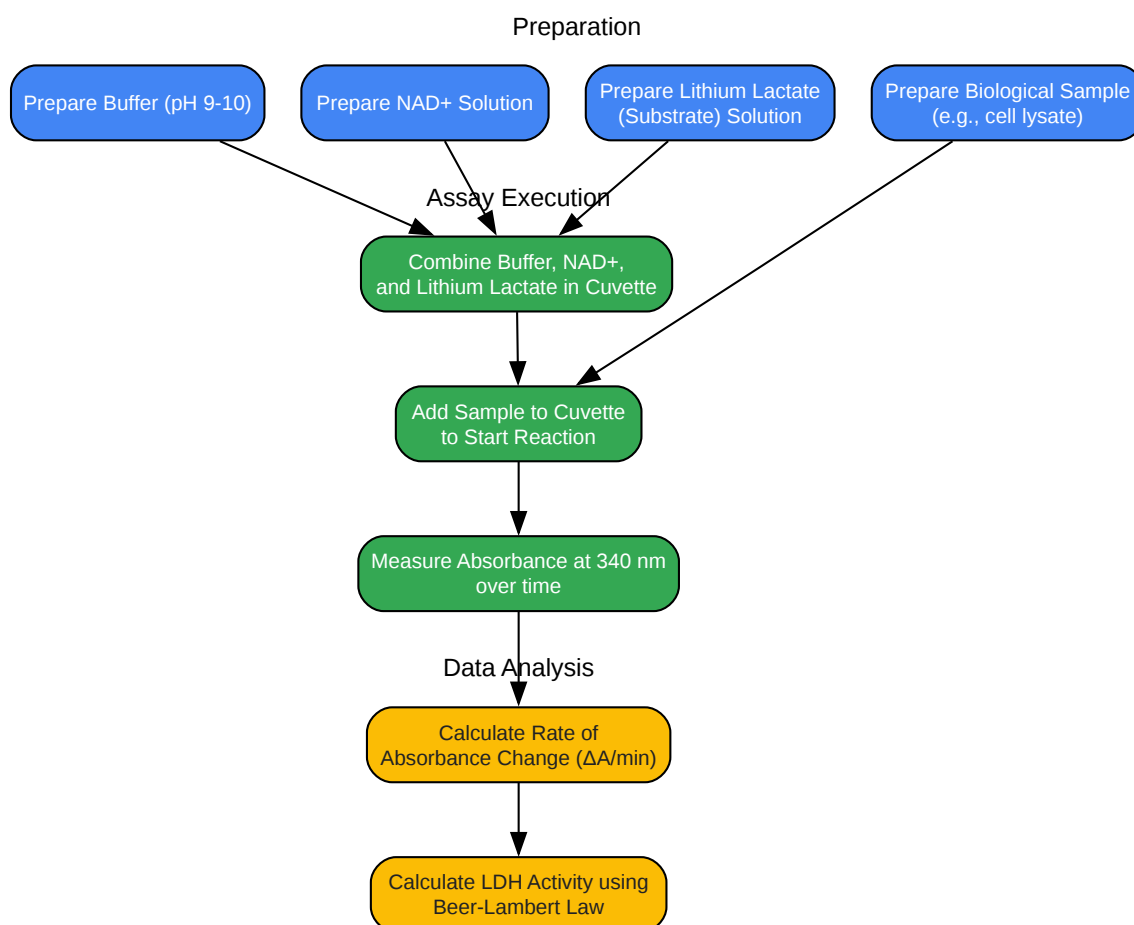 Preparation
Prepare Buffer (pH 9-10)
Prepare NAD+ Solution
Prepare Lithium Lactate
(Substrate) Solution
Prepare Biological Sample
(e.g., cell lysate)
Assay Execution
Combine Buffer, NAD+,
and Lithium Lactate in Cuvette
Add Sample to Cuvette
to Start Reaction
Measure Absorbance at 340 nm
over time
Data Analysis
Calculate Rate of
Absorbance Change (ΔA/min)
Calculate LDH Activity using
Beer-Lambert Law